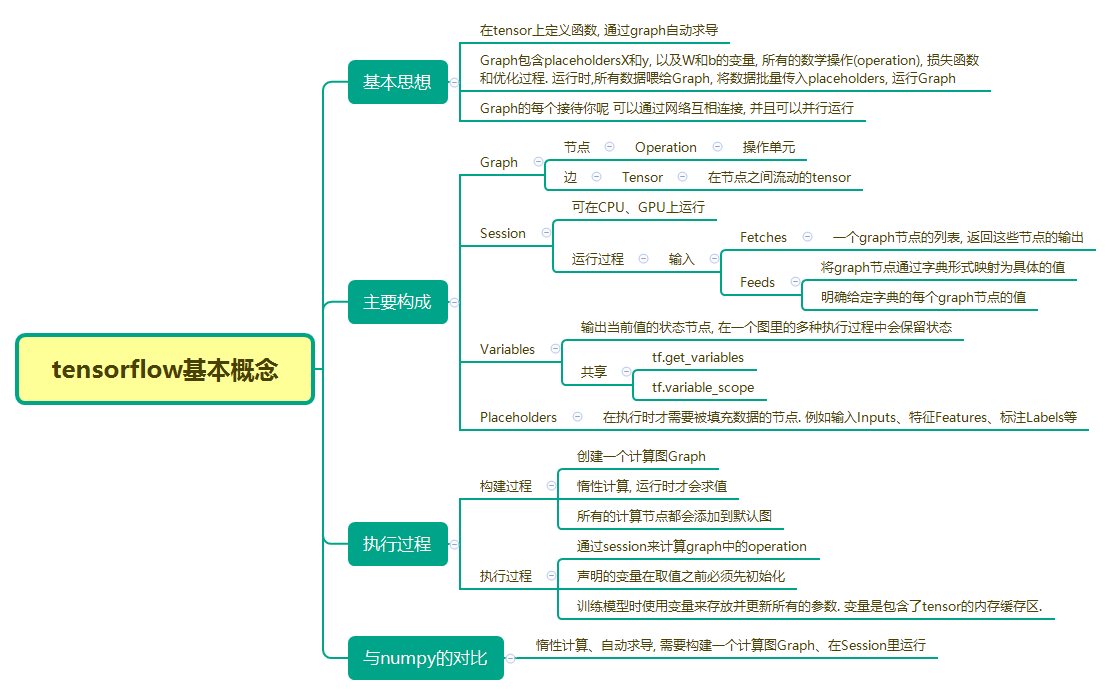 tensorflow基本概念
基本思想
在tensor上定义函数, 通过graph自动求导
Graph包含placeholdersX和y, 以及W和b的变量, 所有的数学操作(operation), 损失函数
和优化过程. 运行时,所有数据喂给Graph, 将数据批量传入placeholders, 运行Graph
Graph的每个接待你呢 可以通过网络互相连接, 并且可以并行运行
主要构成
Graph
节点
Operation
操作单元
边
Tensor
在节点之间流动的tensor
Session
可在CPU、GPU上运行
运行过程
输入
Fetches
一个graph节点的列表, 返回这些节点的输出
Feeds
将graph节点通过字典形式映射为具体的值
明确给定字典的每个graph节点的值
Variables
输出当前值的状态节点, 在一个图里的多种执行过程中会保留状态
共享
tf.get_variables
tf.variable_scope
Placeholders
在执行时才需要被填充数据的节点. 例如输入Inputs、特征Features、标注Labels等
执行过程
构建过程
创建一个计算图Graph
惰性计算, 运行时才会求值
所有的计算节点都会添加到默认图
执行过程
通过session来计算graph中的operation
声明的变量在取值之前必须先初始化
训练模型时使用变量来存放并更新所有的参数. 变量是包含了tensor的内存缓存区.
与numpy的对比
惰性计算、自动求导, 需要构建一个计算图Graph、在Session里运行